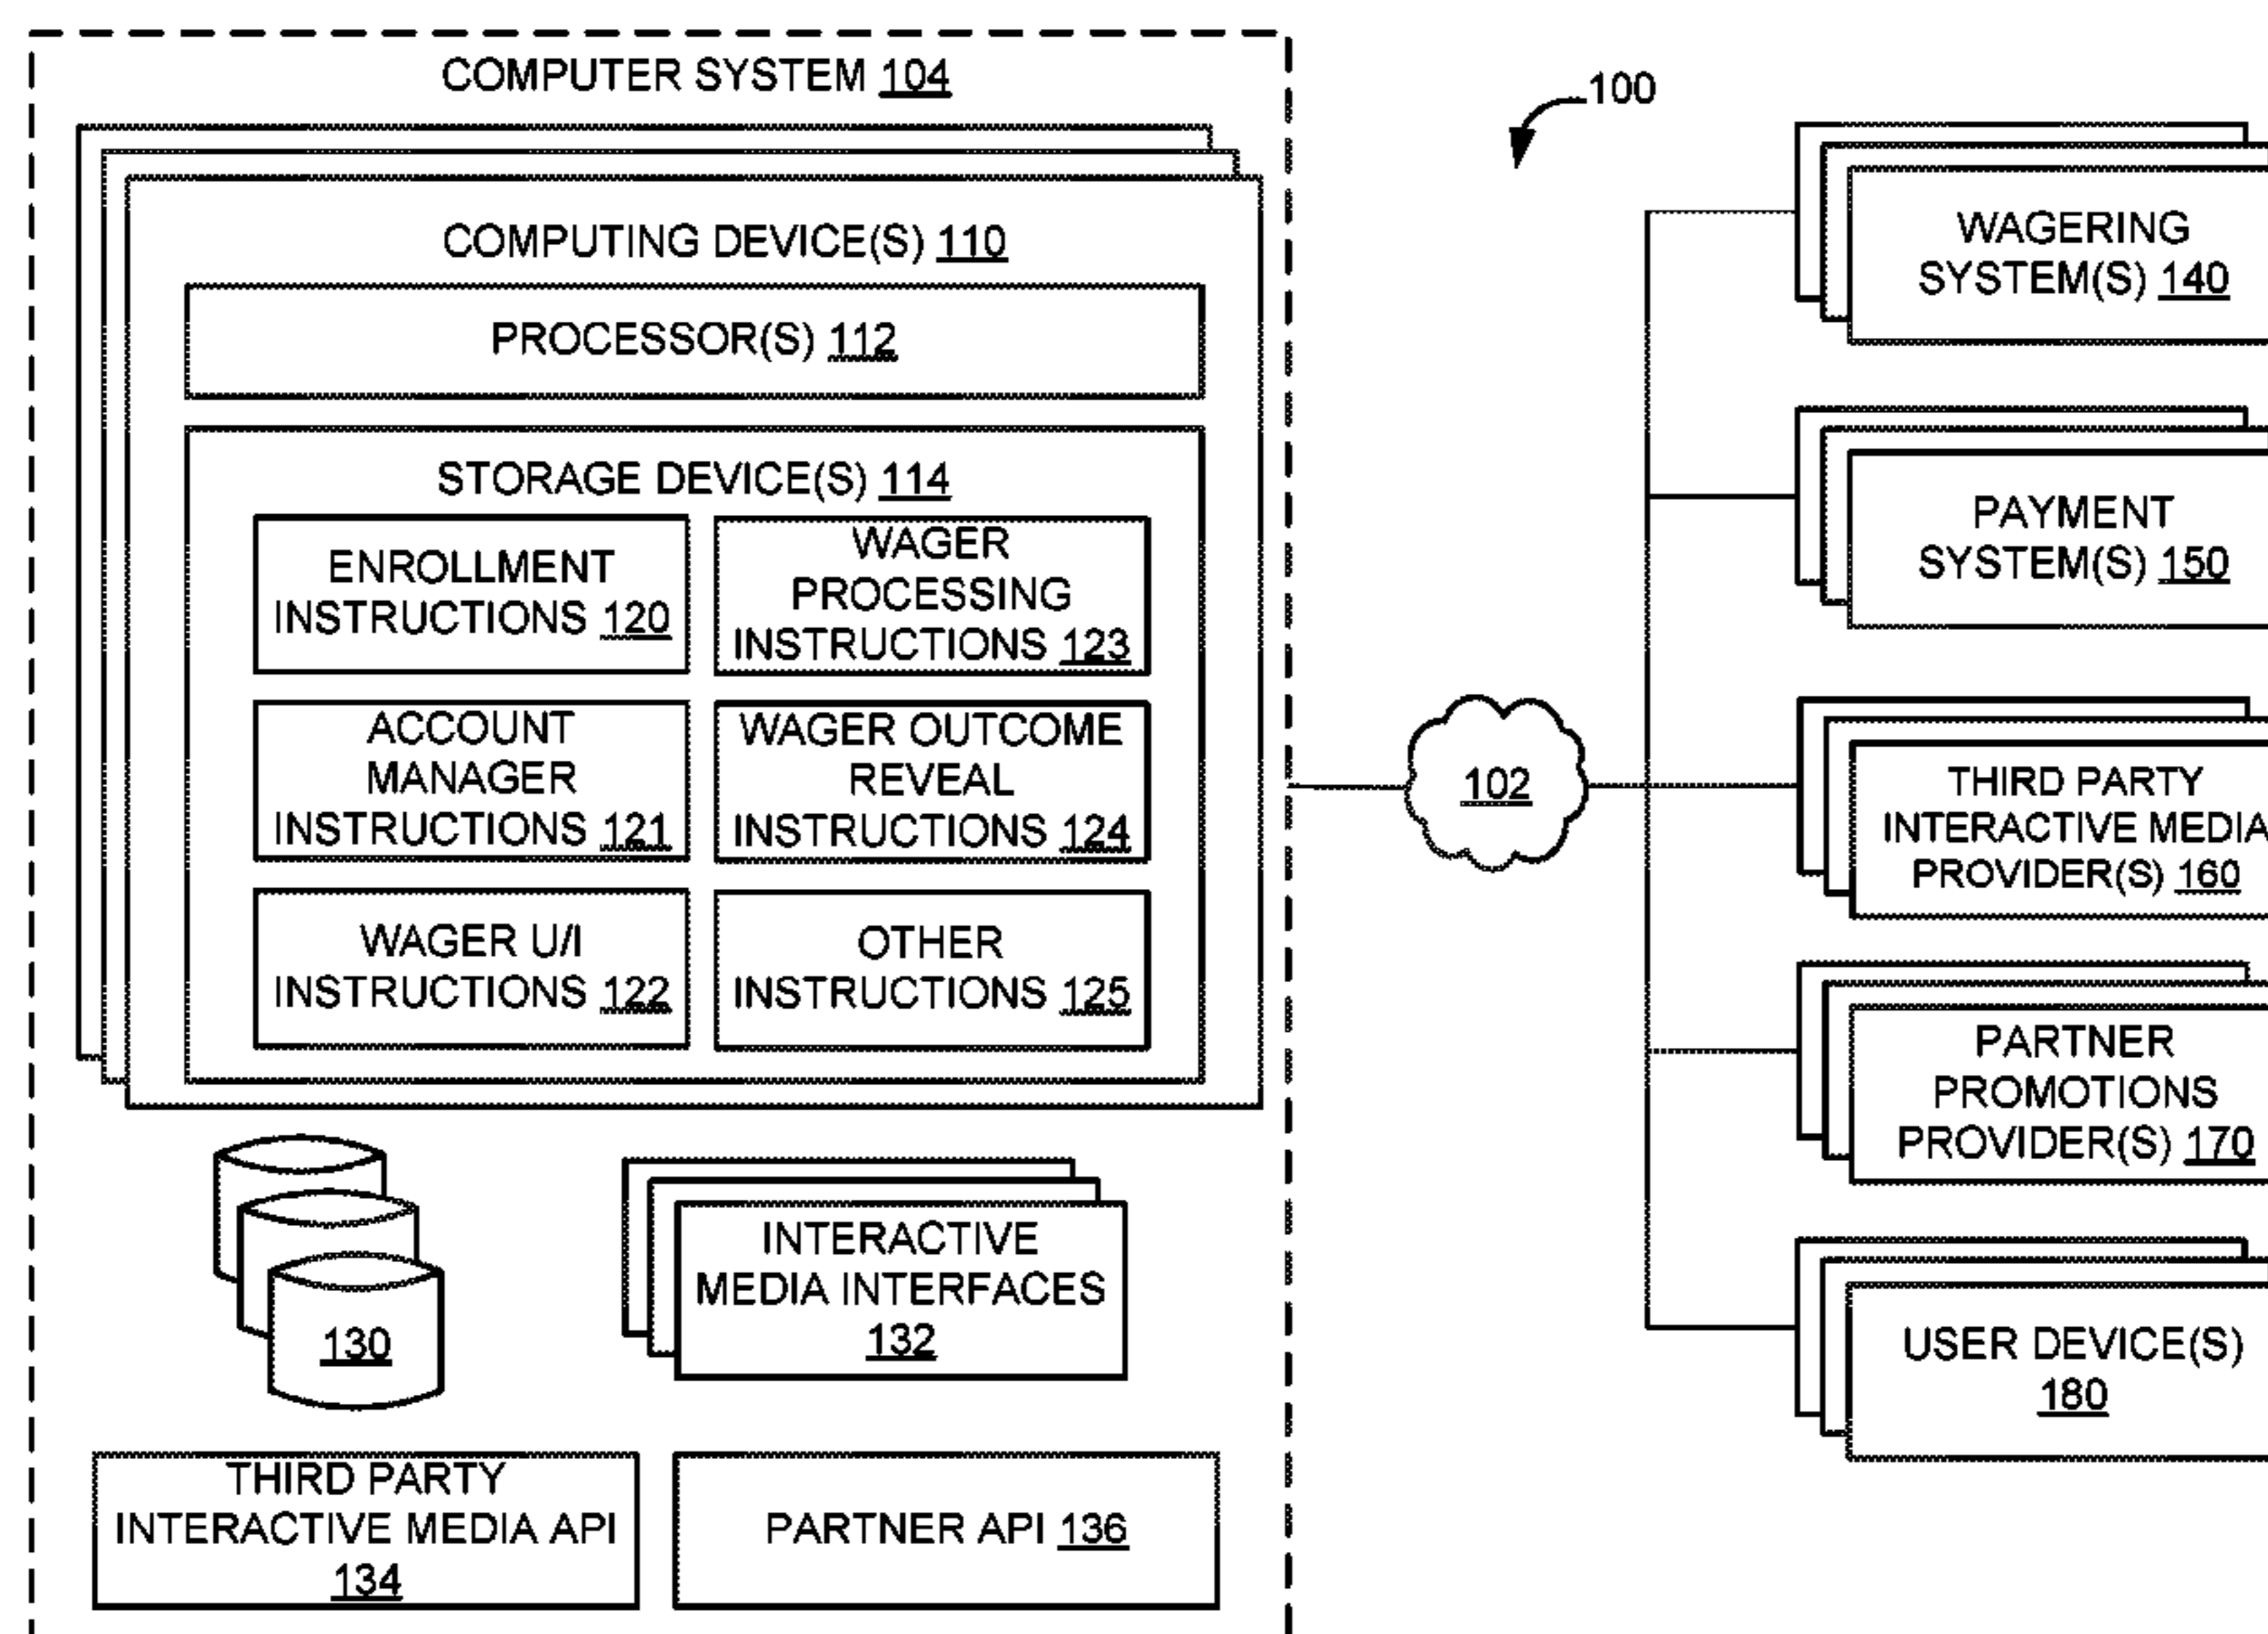 COMPUTER SYSTEM 104
COMPUTING DEVICE(S) 110
PROCESSOR(S) 112
STORAGE DEVICE(S) 114
ENROLLMENT
INSTRUCTIONS 120
WAGER
PROCESSING
INSTRUCTIONS 123
ACCOUNT
MANAGER
INSTRUCTIONS 121
WAGER OUTCOME
REVEAL
INSTRUCTIONS 124
WAGER U/I
INSTRUCTIONS 122
OTHER
INSTRUCTIONS 125
130
INTERACTIVE
MEDIA INTERFACES
132
THIRD PARTY
INTERACTIVE MEDIA API
134
PARTNER API 136
102
100
WAGERING
SYSTEM(S) 140
PAYMENT
SYSTEM(S) 150
THIRD PARTY
INTERACTIVE MEDIA
PROVIDER(S) 160
PARTNER
PROMOTIONS
PROVIDER(S) 170
USER DEVICE(S)
180